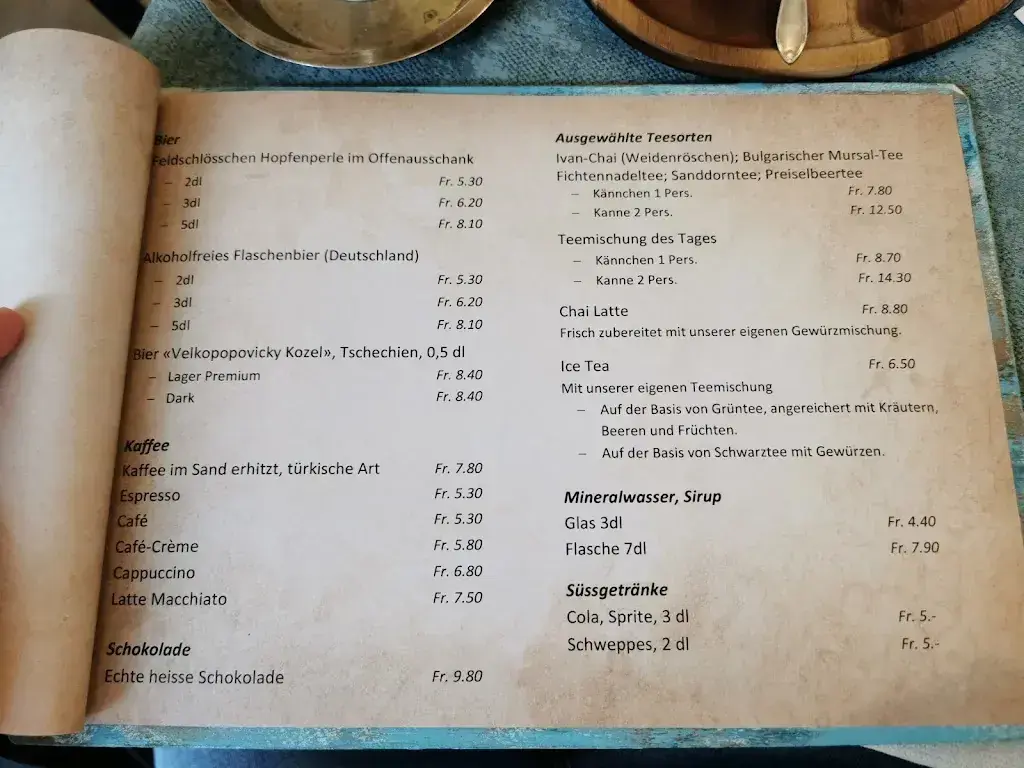 Bier
Feldschlösschen Hopfenperle im Offenausschank
– 2dl Fr. 5.30
– 3dl Fr. 6.20
– 5dl Fr. 8.10
Alkoholfreies Flaschenbier (Deutschland)
– 2dl Fr. 5.30
– 3dl Fr. 6.20
– 5dl Fr. 8.10
Bier «Velkopopovicky Kozel», Tschechien, 0,5 dl
– Lager Premium Fr. 8.40
– Dark Fr. 8.40
Kaffee
Kaffee im Sand erhitzt, türkische Art Fr. 7.80
Espresso Fr. 5.30
Café Fr. 5.30
Café-Crème Fr. 5.80
Cappuccino Fr. 6.80
Latte Macchiato Fr. 7.50
Schokolade
Echte heisse Schokolade Fr. 9.80
Ausgewählte Teesorten
Ivan-Chai (Weidenröschen); Bulgarischer Mursal-Tee
Fichtennadeltee; Sanddorntee; Preiselbeertee
– Kännchen 1 Pers. Fr. 7.80
– Kanne 2 Pers. Fr. 12.50
Teemischung des Tages
– Kännchen 1 Pers. Fr. 8.70
– Kanne 2 Pers. Fr. 14.30
Chai Latte Fr. 8.80
Frisch zubereitet mit unserer eigenen Gewürzmischung.
Ice Tea Fr. 6.50
Mit unserer eigenen Teemischung
– Auf der Basis von Grüntee, angereichert mit Kräutern,
Beeren und Früchten.
– Auf der Basis von Schwarztee mit Gewürzen.
Mineralwasser, Sirup
Glas 3dl Fr. 4.40
Flasche 7dl Fr. 7.90
Süssgetränke
Cola, Sprite, 3 dl Fr. 5.-
Schweppes, 2 dl Fr. 5.-